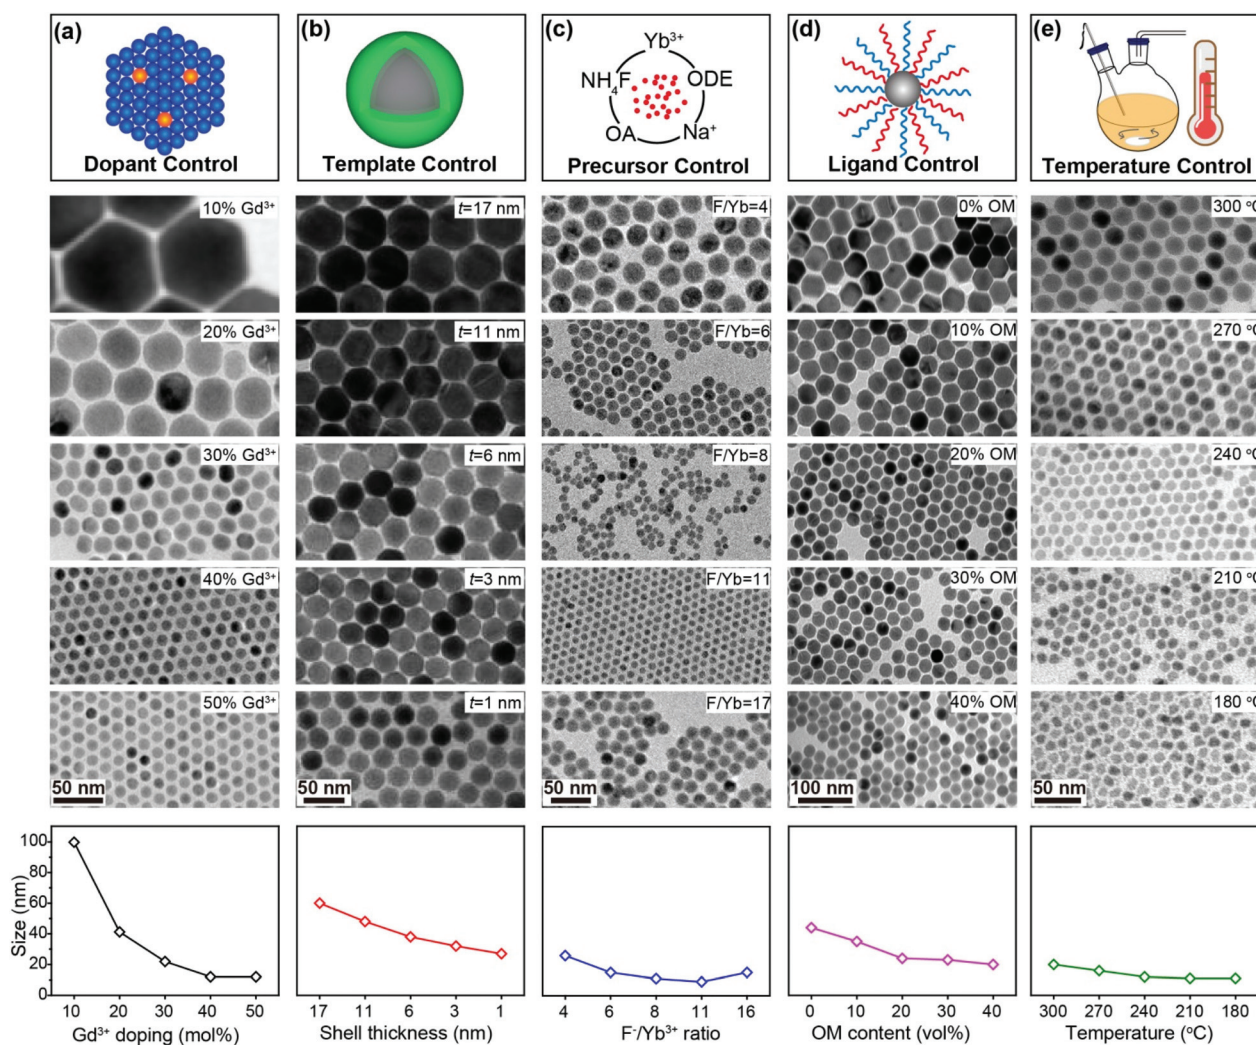 (a)
Dopant Control
(b)
Template Control
(c)
Yb³⁺
NH₄F
ODE
OA
Na⁺
Precursor Control
(d)
Ligand Control
(e)
Temperature Control
10% Gd³⁺
t=17 nm
F/Yb=4
0% OM
300 °C
20% Gd³⁺
t=11 nm
F/Yb=6
10% OM
270 °C
30% Gd³⁺
t=6 nm
F/Yb=8
20% OM
240 °C
40% Gd³⁺
t=3 nm
F/Yb=11
30% OM
210 °C
50% Gd³⁺
t=1 nm
F/Yb=17
40% OM
180 °C
50 nm
50 nm
50 nm
100 nm
50 nm
Size (nm)
100
80
60
40
20
0
10 20 30 40 50
Gd³⁺ doping (mol%)
17 11 6 3 1
Shell thickness (nm)
4 6 8 11 16
F⁻/Yb³⁺ ratio
0 10 20 30 40
OM content (vol%)
300 270 240 210 180
Temperature (°C)